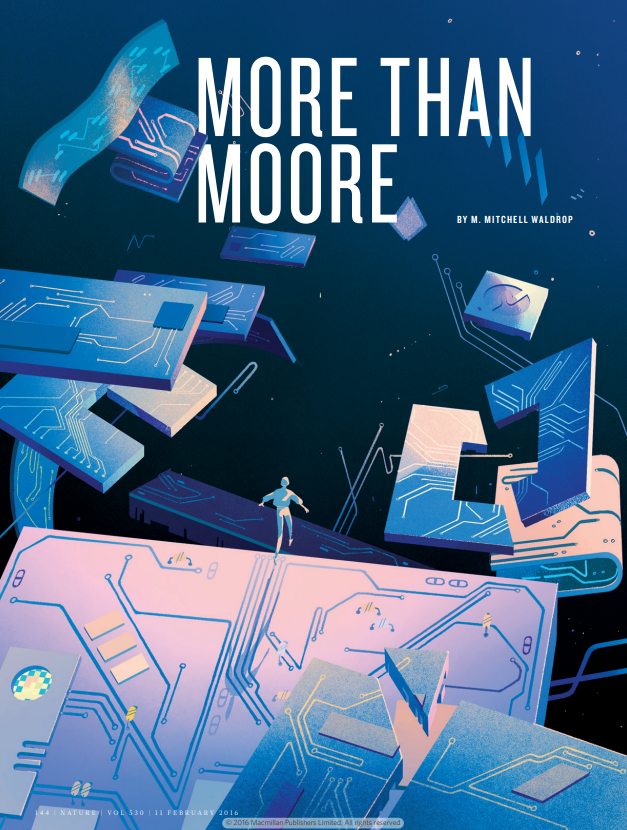 MORE THAN
MOORE
BY M. MITCHELL WALDROP
144 | NATURE | VOL 530 | 11 FEBRUARY 2016
© 2016 Macmillan Publishers Limited. All rights reserved